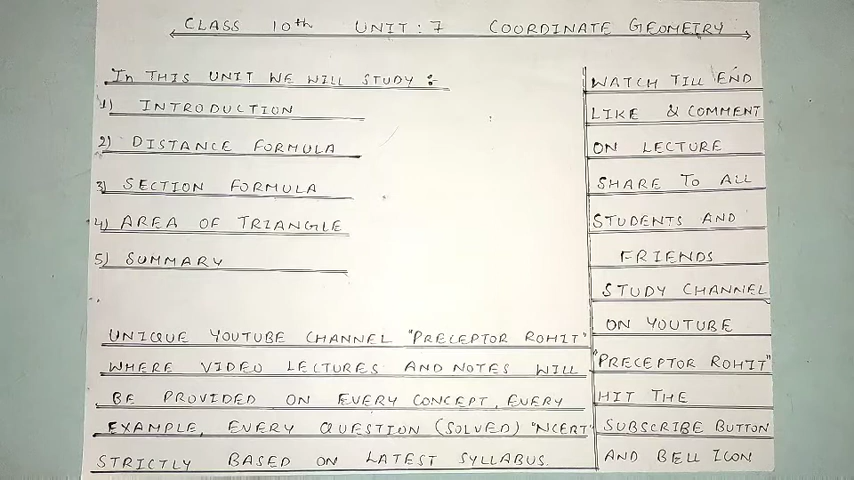 CLASS 10th UNIT : 7 COORDINATE GEOMETRY
In THIS UNIT WE WILL STUDY :-
1) INTRODUCTION
2) DISTANCE FORMULA
3) SECTION FORMULA
4) AREA OF TRIANGLE
5) SUMMARY
UNIQUE YOUTUBE CHANNEL "PRECEPTOR ROHIT"
WHERE VIDEO LECTURES AND NOTES WILL
BE PROVIDED ON EVERY CONCEPT, EVERY
EXAMPLE, EVERY QUESTION (SOLVED) "NCERT"
STRICTLY BASED ON LATEST SYLLABUS.
WATCH TILL END
LIKE & COMMENT
ON LECTURE
SHARE TO ALL
STUDENTS AND
FRIENDS
STUDY CHANNEL
ON YOUTUBE
"PRECEPTOR ROHIT"
HIT THE
SUBSCRIBE BUTTON
AND BELL ICON